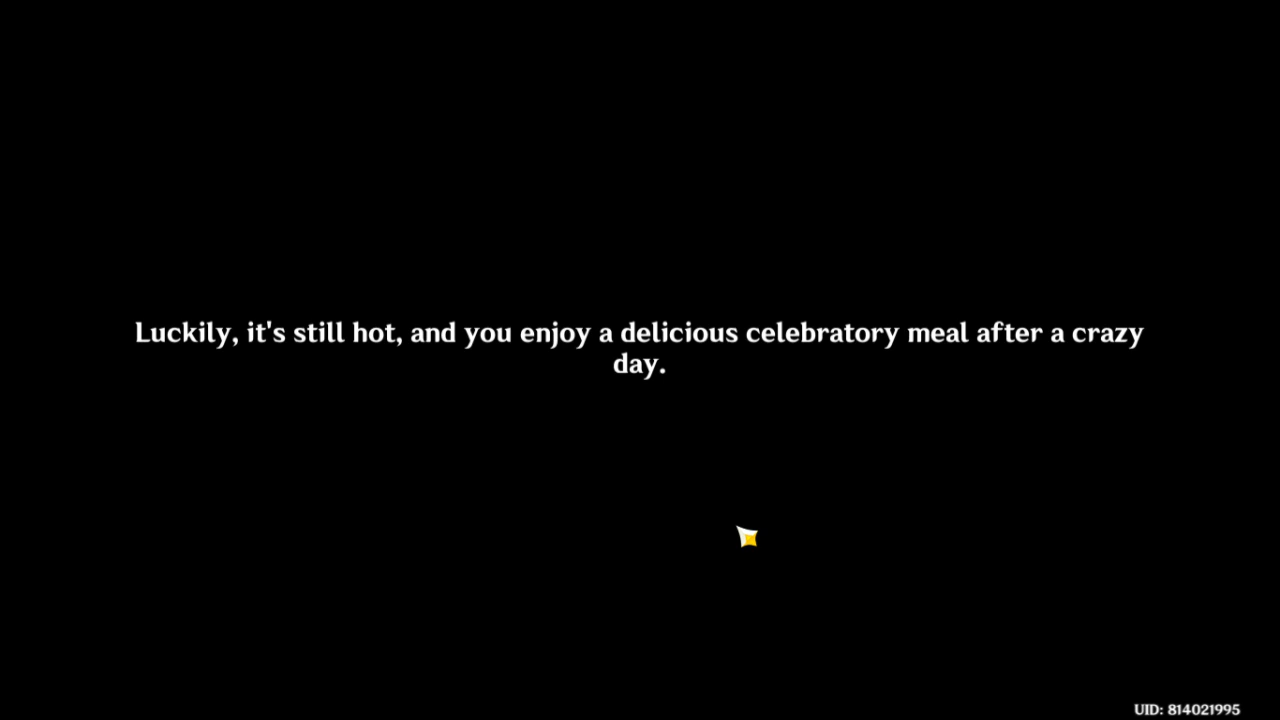 Luckily, it's still hot, and you enjoy a delicious celebratory meal after a crazy
day.
UID: 814021995